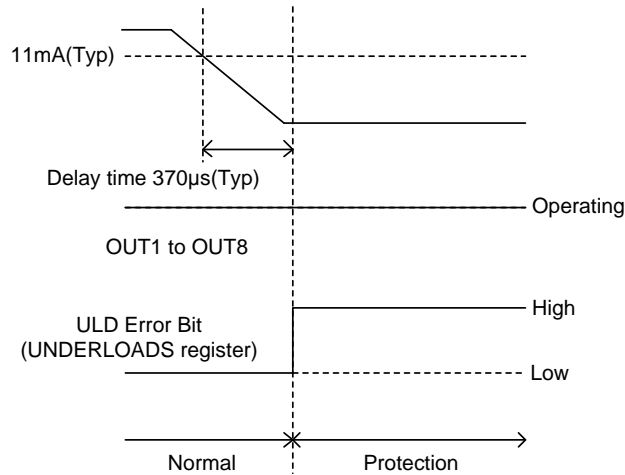 11mA(Typ)
Delay time 370µs(Typ)
Operating
OUT1 to OUT8
High
ULD Error Bit
(UNDERLOADS register)
Low
Normal
Protection